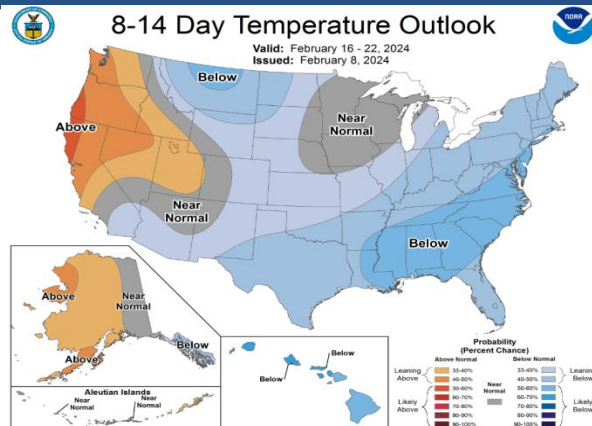 8-14 Day Temperature Outlook
NOAA
Valid: February 16 - 22, 2024
Issued: February 8, 2024
Below
Near
Normal
Above
Near
Normal
Below
Above
Near
Normal
Above
Below
Aleutian Islands
Near
Normal
Near
Normal
Below
Below
Probability
(Percent Chance)
Above Normal
Below Normal
Leaning
Above
33-40%
40-50%
50-60%
Likely
Above
60-70%
70-80%
80-90%
90-100%
Near
Normal
33-40%
40-50%
50-60%
Leaning
Below
60-70%
70-80%
80-90%
90-100%
Likely
Below